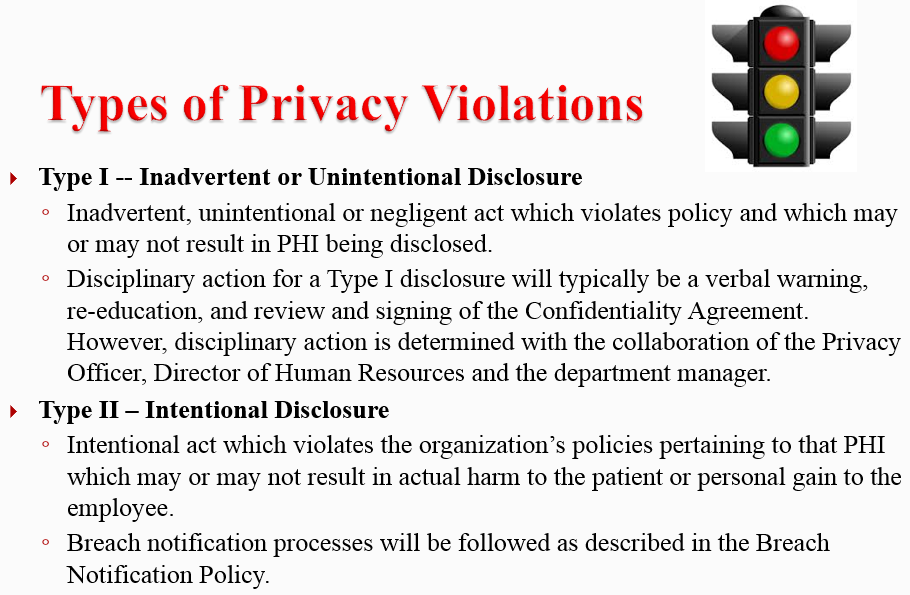 Types of Privacy Violations
Type I -- Inadvertent or Unintentional Disclosure
Inadvertent, unintentional or negligent act which violates policy and which may
or may not result in PHI being disclosed.
Disciplinary action for a Type I disclosure will typically be a verbal warning,
re-education, and review and signing of the Confidentiality Agreement.
However, disciplinary action is determined with the collaboration of the Privacy
Officer, Director of Human Resources and the department manager.
Type II – Intentional Disclosure
Intentional act which violates the organization’s policies pertaining to that PHI
which may or may not result in actual harm to the patient or personal gain to the
employee.
Breach notification processes will be followed as described in the Breach
Notification Policy.